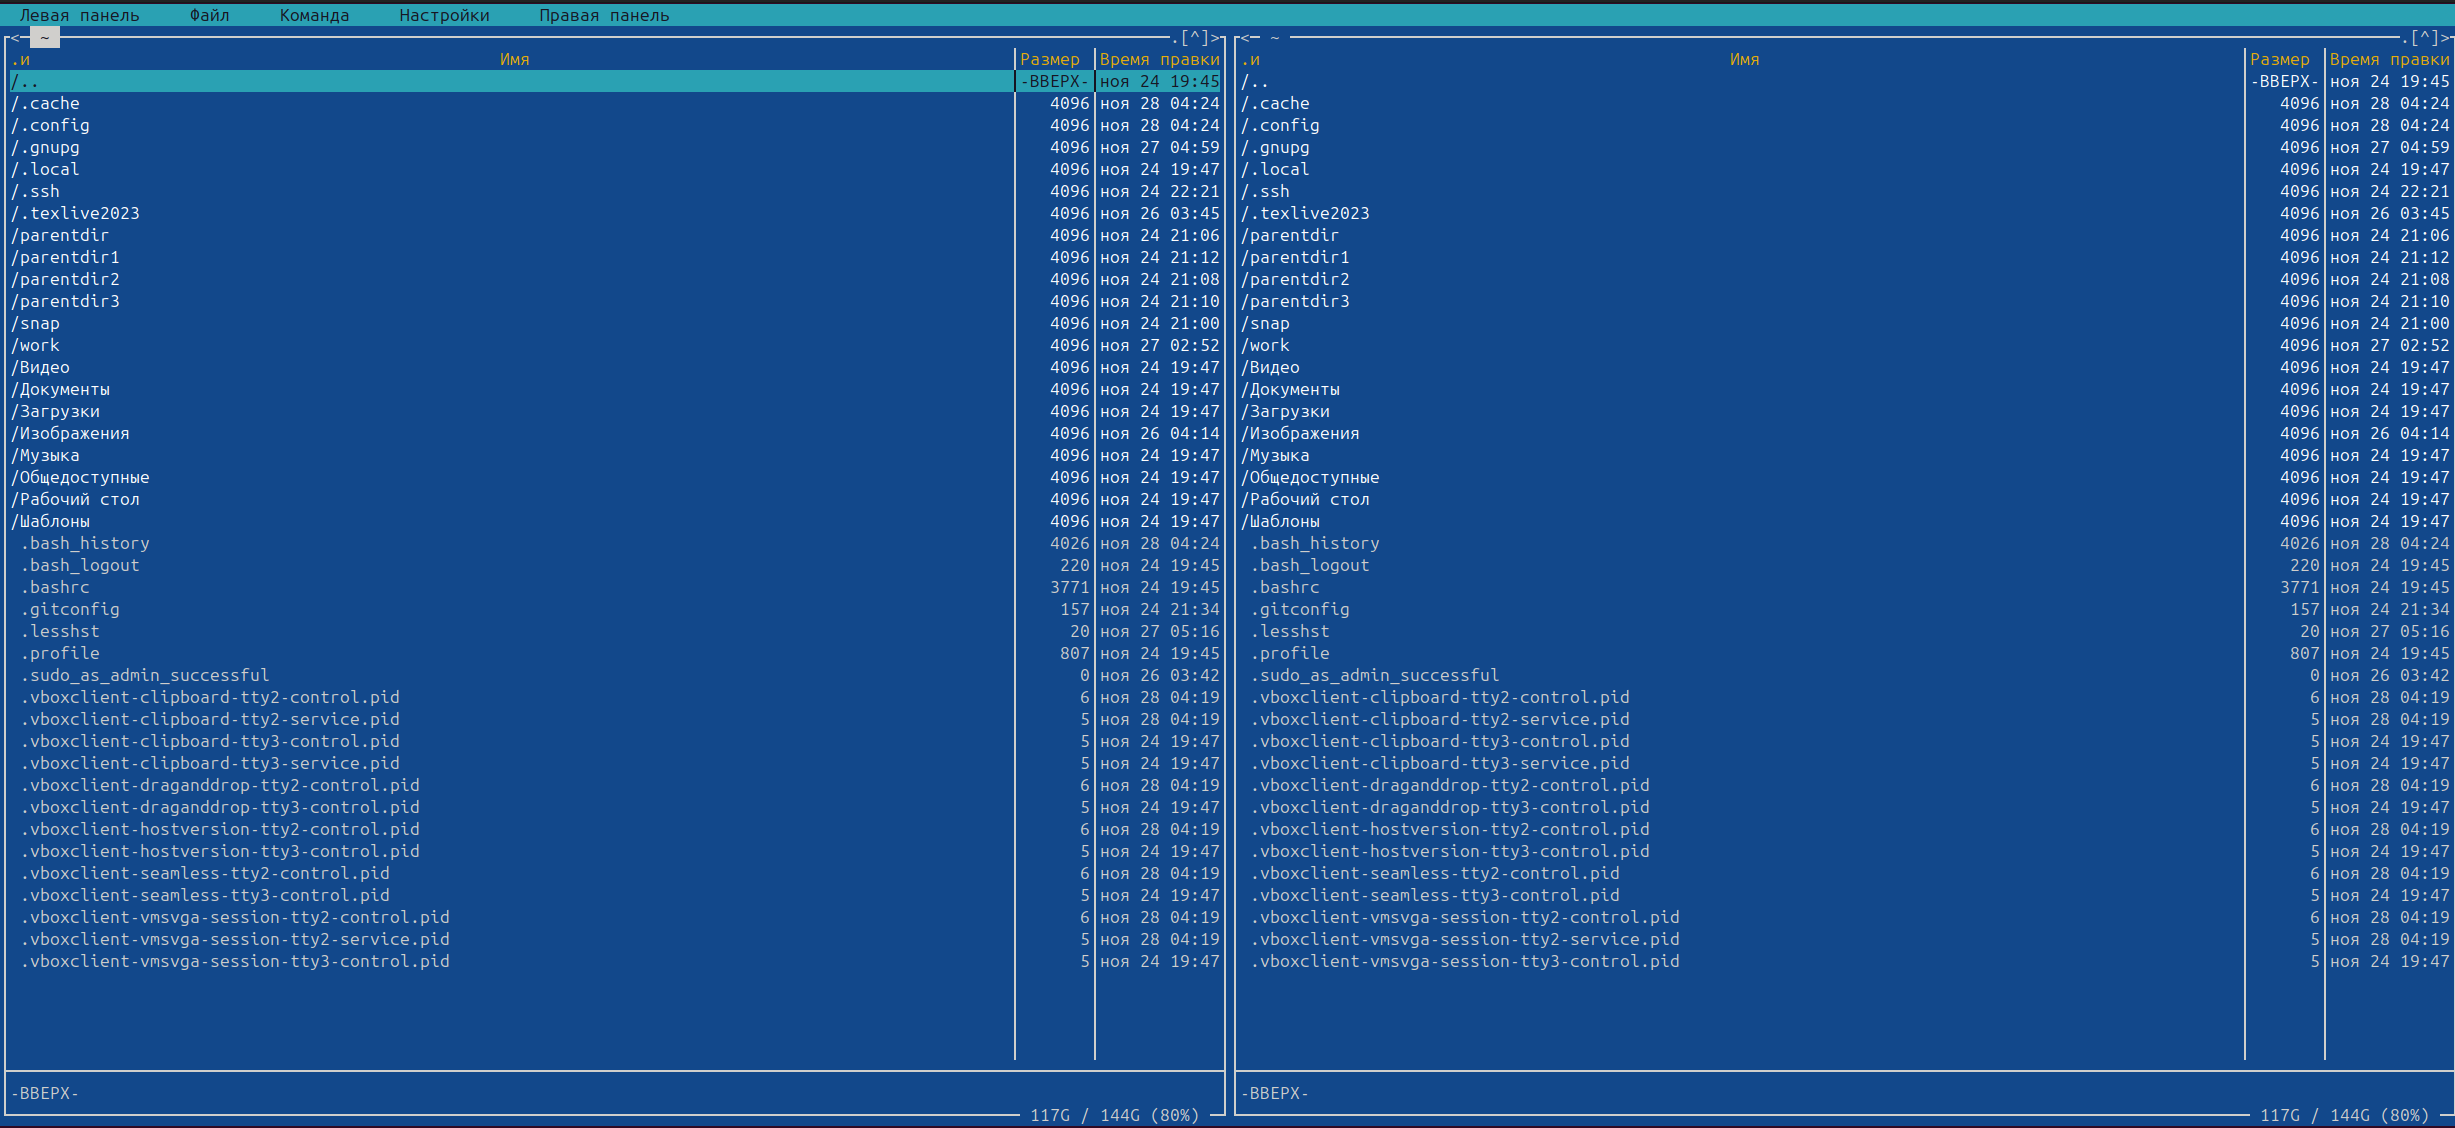 Левая панель Файл Команда Настройки Правая панель
< ~ .[^]>
.и Имя Размер Время правки
/.. -ВВЕРХ- ноя 24 19:45
/.cache 4096 ноя 28 04:24
/.config 4096 ноя 28 04:24
/.gnupg 4096 ноя 27 04:59
/.local 4096 ноя 24 19:47
/.ssh 4096 ноя 24 22:21
/.texlive2023 4096 ноя 26 03:45
/parentdir 4096 ноя 24 21:06
/parentdir1 4096 ноя 24 21:12
/parentdir2 4096 ноя 24 21:08
/parentdir3 4096 ноя 24 21:10
/snap 4096 ноя 24 21:00
/work 4096 ноя 27 02:52
/Видео 4096 ноя 24 19:47
/Документы 4096 ноя 24 19:47
/Загрузки 4096 ноя 24 19:47
/Изображения 4096 ноя 26 04:14
/Музыка 4096 ноя 24 19:47
/Общедоступные 4096 ноя 24 19:47
/Рабочий стол 4096 ноя 24 19:47
/Шаблоны 4096 ноя 24 19:47
.bash_history 4026 ноя 28 04:24
.bash_logout 220 ноя 24 19:45
.bashrc 3771 ноя 24 19:45
.gitconfig 157 ноя 24 21:34
.lesshst 20 ноя 27 05:16
.profile 807 ноя 24 19:45
.sudo_as_admin_successful 0 ноя 26 03:42
.vboxclient-clipboard-tty2-control.pid 6 ноя 28 04:19
.vboxclient-clipboard-tty2-service.pid 5 ноя 28 04:19
.vboxclient-clipboard-tty3-control.pid 5 ноя 24 19:47
.vboxclient-clipboard-tty3-service.pid 5 ноя 24 19:47
.vboxclient-draganddrop-tty2-control.pid 6 ноя 28 04:19
.vboxclient-draganddrop-tty3-control.pid 5 ноя 24 19:47
.vboxclient-hostversion-tty2-control.pid 6 ноя 28 04:19
.vboxclient-hostversion-tty3-control.pid 5 ноя 24 19:47
.vboxclient-seamless-tty2-control.pid 6 ноя 28 04:19
.vboxclient-seamless-tty3-control.pid 5 ноя 24 19:47
.vboxclient-vmsvga-session-tty2-control.pid 6 ноя 28 04:19
.vboxclient-vmsvga-session-tty2-service.pid 5 ноя 28 04:19
.vboxclient-vmsvga-session-tty3-control.pid 5 ноя 24 19:47
-ВВЕРХ-
117G / 144G (80%)
< ~ .[^]>
.и Имя Размер Время правки
/.. -ВВЕРХ- ноя 24 19:45
/.cache 4096 ноя 28 04:24
/.config 4096 ноя 28 04:24
/.gnupg 4096 ноя 27 04:59
/.local 4096 ноя 24 19:47
/.ssh 4096 ноя 24 22:21
/.texlive2023 4096 ноя 26 03:45
/parentdir 4096 ноя 24 21:06
/parentdir1 4096 ноя 24 21:12
/parentdir2 4096 ноя 24 21:08
/parentdir3 4096 ноя 24 21:10
/snap 4096 ноя 24 21:00
/work 4096 ноя 27 02:52
/Видео 4096 ноя 24 19:47
/Документы 4096 ноя 24 19:47
/Загрузки 4096 ноя 24 19:47
/Изображения 4096 ноя 26 04:14
/Музыка 4096 ноя 24 19:47
/Общедоступные 4096 ноя 24 19:47
/Рабочий стол 4096 ноя 24 19:47
/Шаблоны 4096 ноя 24 19:47
.bash_history 4026 ноя 28 04:24
.bash_logout 220 ноя 24 19:45
.bashrc 3771 ноя 24 19:45
.gitconfig 157 ноя 24 21:34
.lesshst 20 ноя 27 05:16
.profile 807 ноя 24 19:45
.sudo_as_admin_successful 0 ноя 26 03:42
.vboxclient-clipboard-tty2-control.pid 6 ноя 28 04:19
.vboxclient-clipboard-tty2-service.pid 5 ноя 28 04:19
.vboxclient-clipboard-tty3-control.pid 5 ноя 24 19:47
.vboxclient-clipboard-tty3-service.pid 5 ноя 24 19:47
.vboxclient-draganddrop-tty2-control.pid 6 ноя 28 04:19
.vboxclient-draganddrop-tty3-control.pid 5 ноя 24 19:47
.vboxclient-hostversion-tty2-control.pid 6 ноя 28 04:19
.vboxclient-hostversion-tty3-control.pid 5 ноя 24 19:47
.vboxclient-seamless-tty2-control.pid 6 ноя 28 04:19
.vboxclient-seamless-tty3-control.pid 5 ноя 24 19:47
.vboxclient-vmsvga-session-tty2-control.pid 6 ноя 28 04:19
.vboxclient-vmsvga-session-tty2-service.pid 5 ноя 28 04:19
.vboxclient-vmsvga-session-tty3-control.pid 5 ноя 24 19:47
-ВВЕРХ-
117G / 144G (80%)